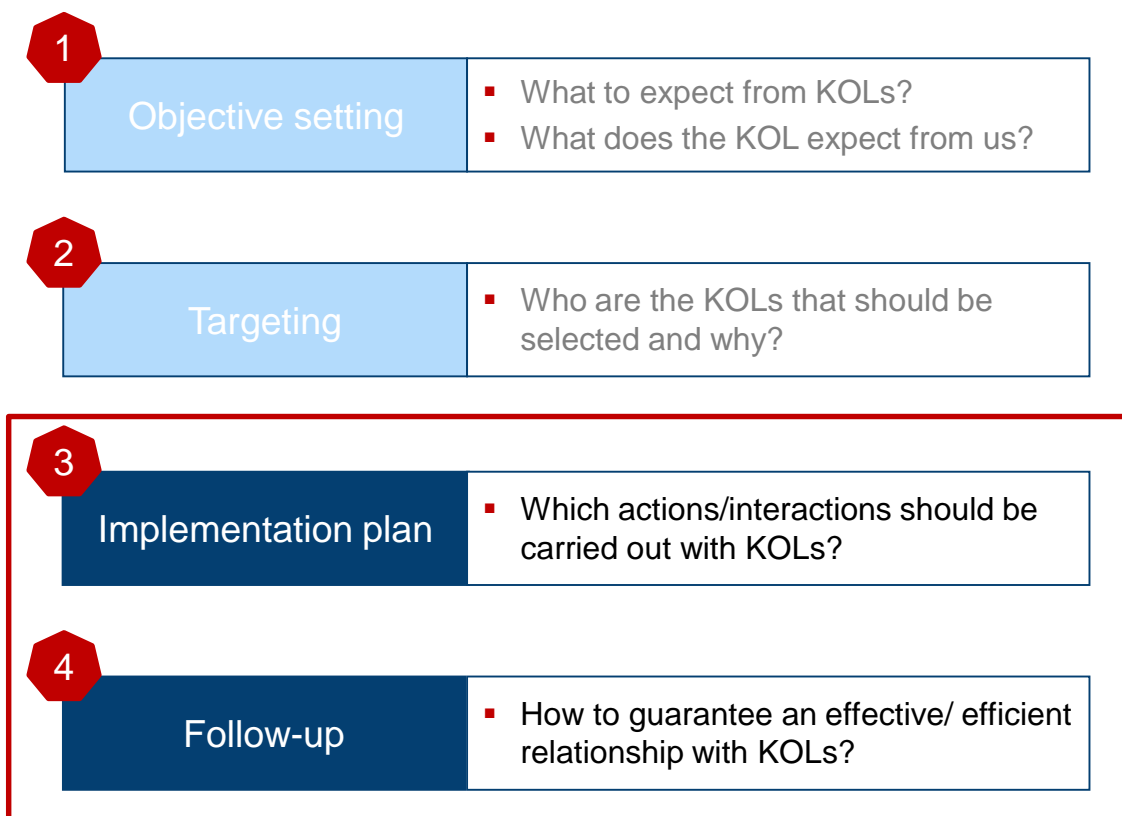 1
Objective setting
▪ What to expect from KOLs?
▪ What does the KOL expect from us?
2
Targeting
▪ Who are the KOLs that should be
selected and why?
3
Implementation plan
▪ Which actions/interactions should be
carried out with KOLs?
4
Follow-up
▪ How to guarantee an effective/ efficient
relationship with KOLs?